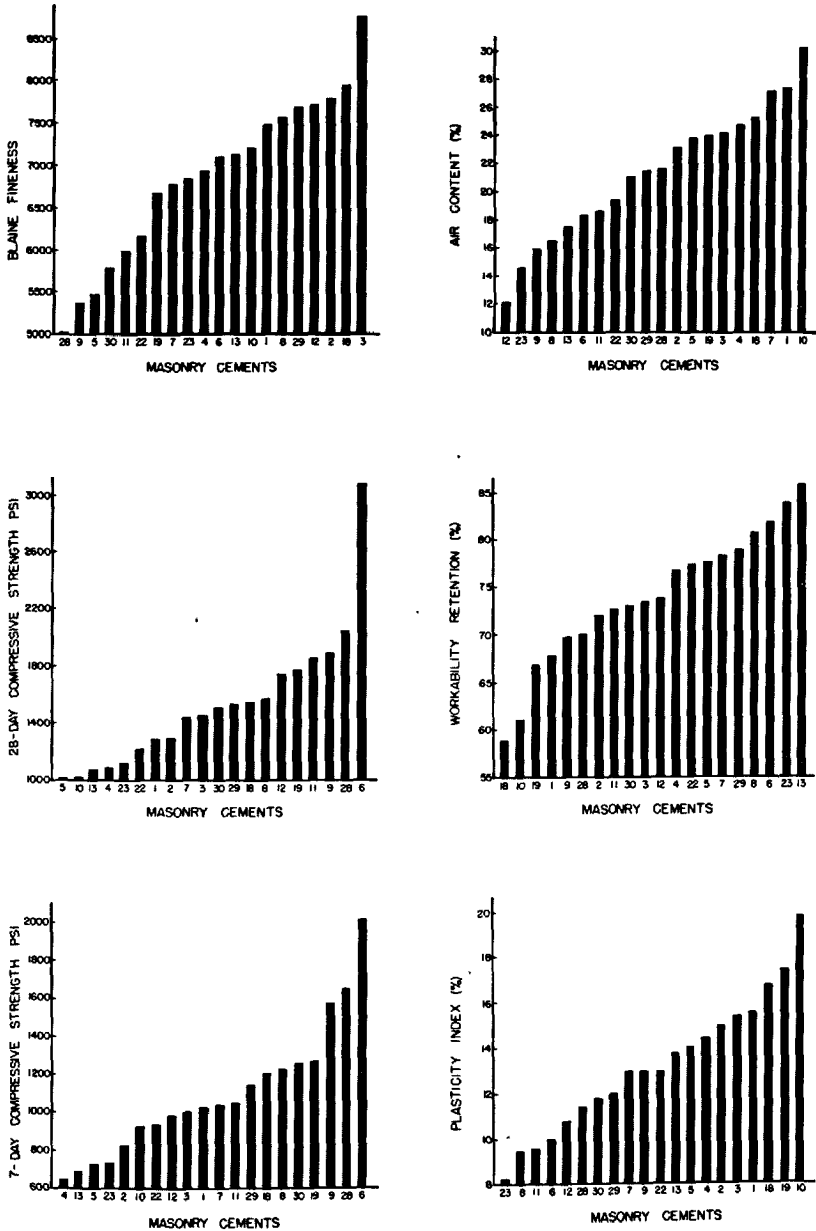 BLAINE FINENESS
8500
8000
7500
7000
6500
6000
5500
5000
28 9 5 30 11 22 19 7 23 4 6 13 10 1 8 29 12 2 18 3
MASONRY CEMENTS
AIR CONTENT (%)
30
28
26
24
22
20
18
16
14
12
10
12 23 9 8 13 6 11 22 30 29 28 2 5 19 3 4 18 7 1 10
MASONRY CEMENTS
28-DAY COMPRESSIVE STRENGTH PSI
3000
2600
2200
1800
1400
1000
5 10 13 4 23 22 1 2 7 3 30 29 18 8 12 19 11 9 28 6
MASONRY CEMENTS
WORKABILITY RETENTION (%)
85
80
75
70
65
60
55
18 10 19 1 9 28 2 11 30 3 12 4 22 5 7 29 8 6 23 13
MASONRY CEMENTS
7-DAY COMPRESSIVE STRENGTH PSI
2000
1800
1600
1400
1200
1000
800
600
4 13 5 23 2 10 22 12 3 1 7 11 29 18 8 30 19 9 28 6
MASONRY CEMENTS
PLASTICITY INDEX (%)
20
18
16
14
12
10
8
23 8 11 6 12 28 30 29 7 9 22 13 5 4 2 3 1 18 19 10
MASONRY CEMENTS